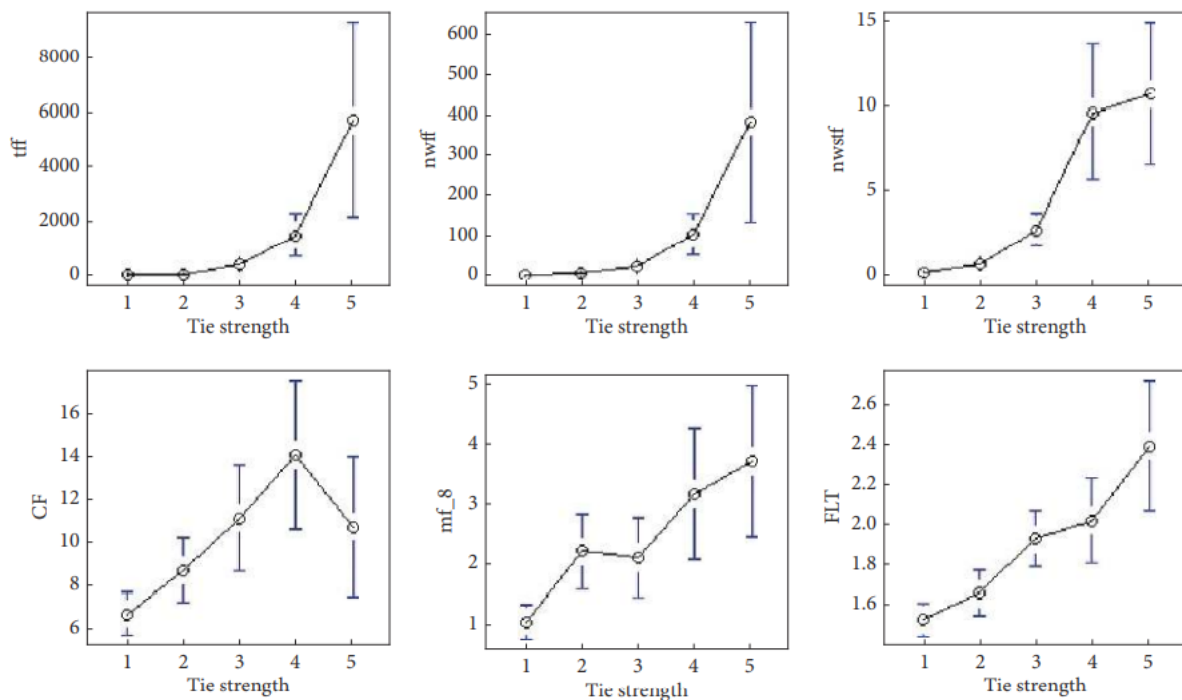 tff
8000
6000
4000
2000
0
1 2 3 4 5
Tie strength
nwff
600
500
400
300
200
100
0
1 2 3 4 5
Tie strength
nwstf
15
10
5
0
1 2 3 4 5
Tie strength
CF
16
14
12
10
8
6
1 2 3 4 5
Tie strength
mf_8
5
4
3
2
1
1 2 3 4 5
Tie strength
FLT
2.6
2.4
2.2
2.0
1.8
1.6
1 2 3 4 5
Tie strength